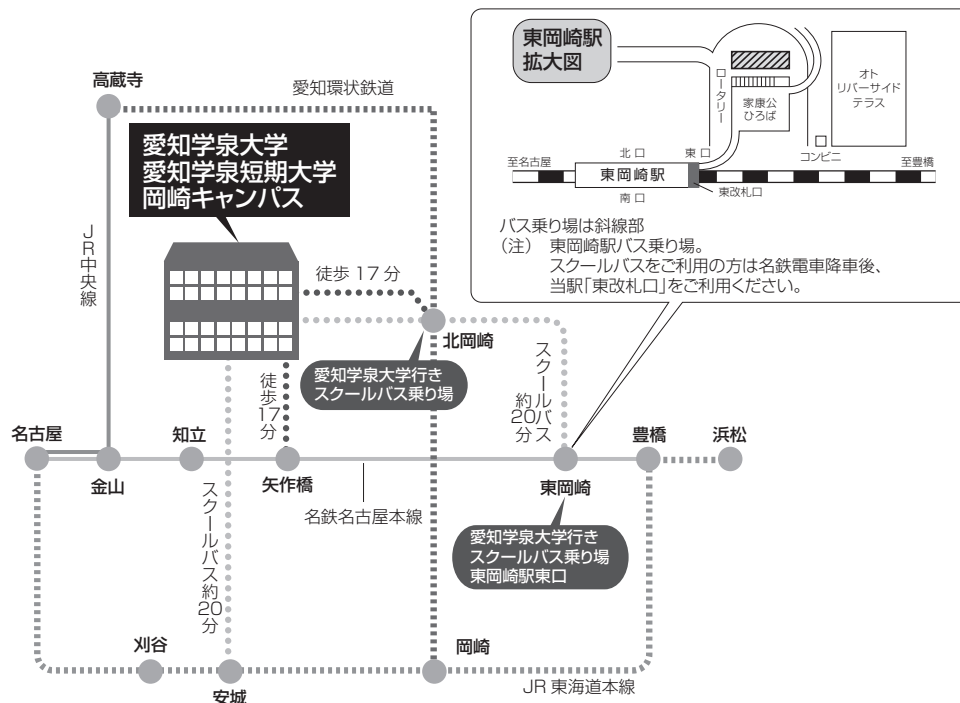 東岡崎駅
拡大図
ロータリー
家康公
ひろば
オト
リバーサイド
テラス
コンビニ
北口
東口
至名古屋
東岡崎駅
至豊橋
南口
東改札口
バス乗り場は斜線部
(注) 東岡崎駅バス乗り場。
スクールバスをご利用の方は名鉄電車降車後、
当駅「東改札口」をご利用ください。
高蔵寺
愛知環状鉄道
愛知学泉大学
愛知学泉短期大学
岡崎キャンパス
JR中央線
徒歩17分
北岡崎
愛知学泉大学行き
スクールバス乗り場
スクールバス
約20分
徒歩17分
名古屋
金山
知立
矢作橋
東岡崎
豊橋
浜松
名鉄名古屋本線
愛知学泉大学行き
スクールバス乗り場
東岡崎駅東口
スクールバス約20分
刈谷
安城
岡崎
JR東海道本線